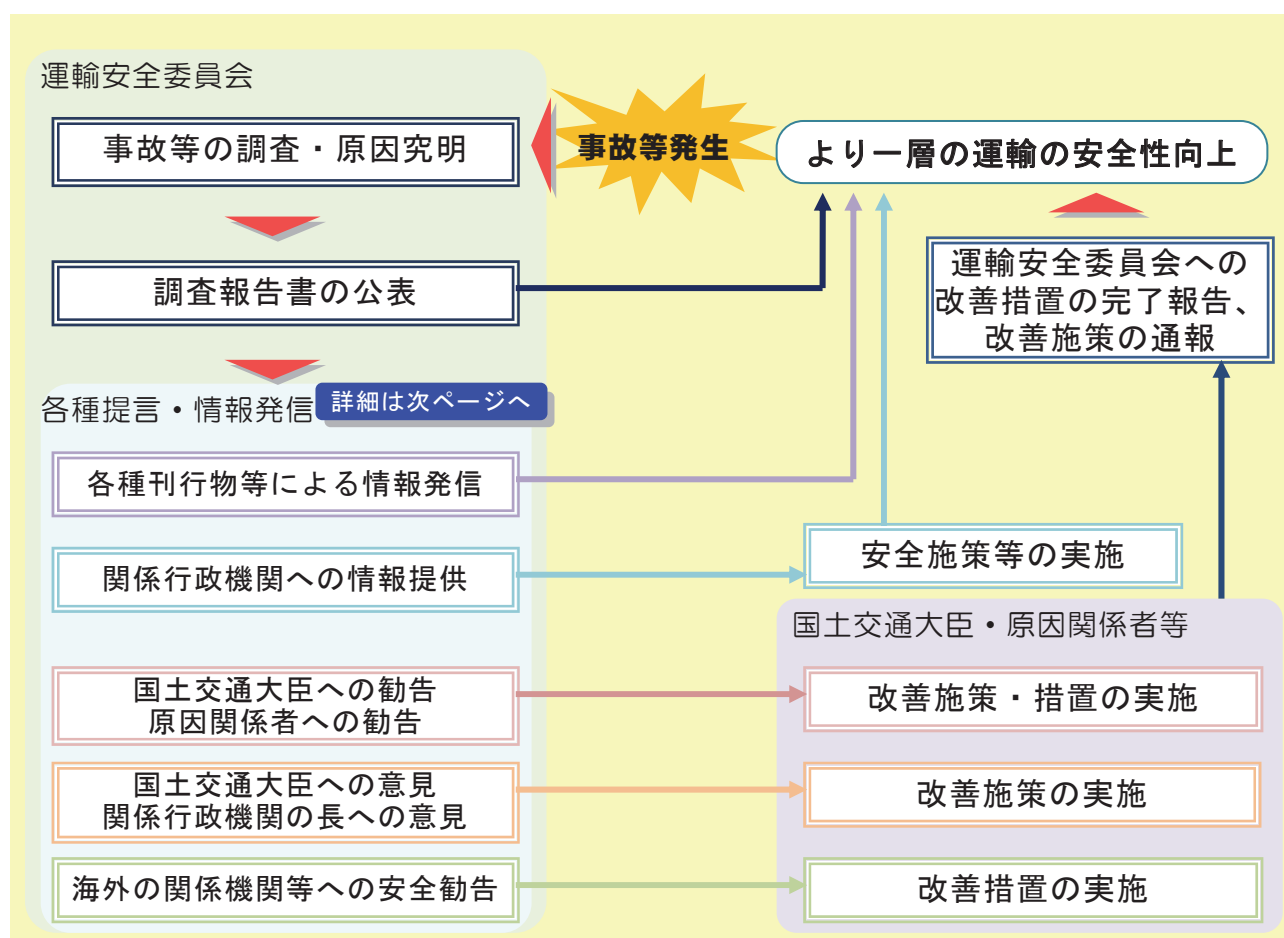 運輸安全委員会
事故等の調査・原因究明
事故等発生
より一層の運輸の安全性向上
調査報告書の公表
運輸安全委員会への
改善措置の完了報告、
改善施策の通報
各種提言・情報発信
詳細は次ページへ
各種刊行物等による情報発信
関係行政機関への情報提供
安全施策等の実施
国土交通大臣・原因関係者等
国土交通大臣への勧告
原因関係者への勧告
改善施策・措置の実施
国土交通大臣への意見
関係行政機関の長への意見
改善施策の実施
海外の関係機関等への安全勧告
改善措置の実施